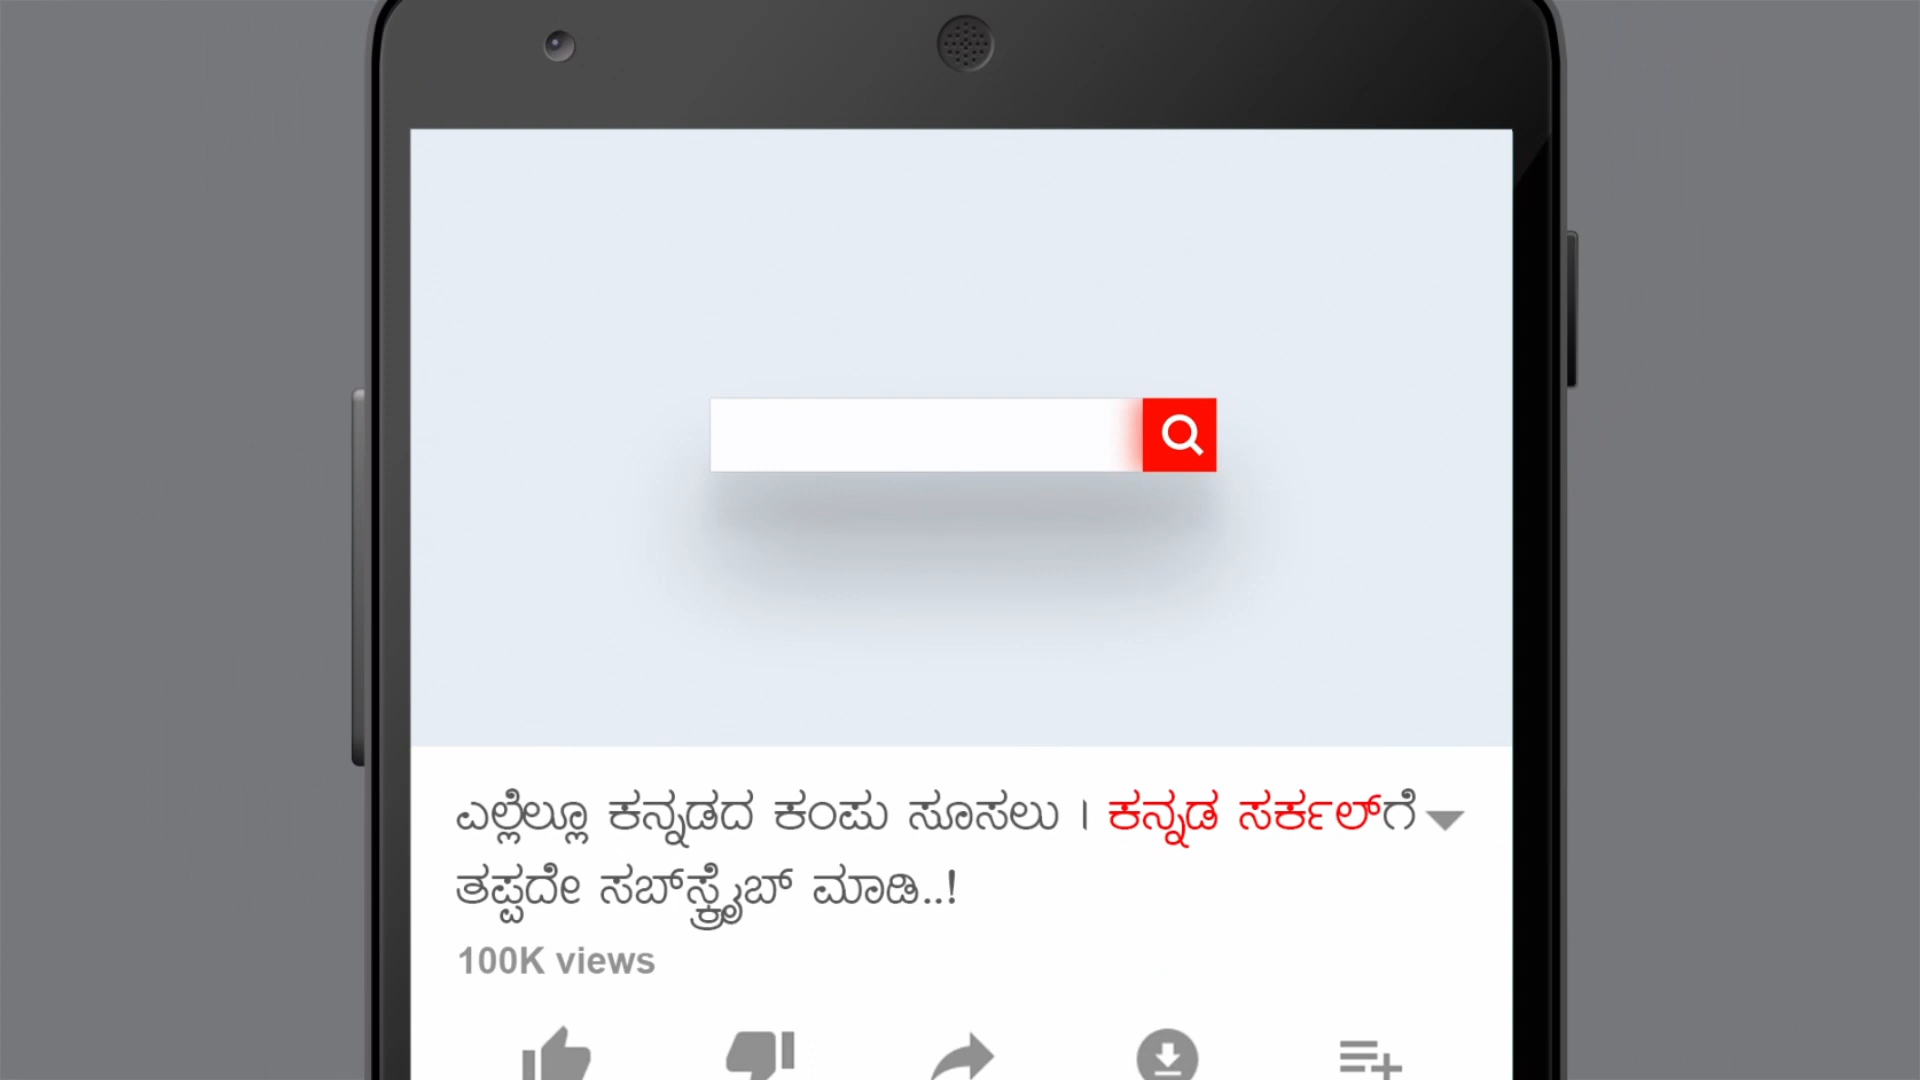 ಎಲ್ಲೆಲ್ಲೂ ಕನ್ನಡದ ಕಂಪು ಸೂಸಲು । ಕನ್ನಡ ಸರ್ಕಲ್‌ಗೆ
ತಪ್ಪದೇ ಸಬ್‌ಸ್ಕ್ರೈಬ್ ಮಾಡಿ..!
100K views